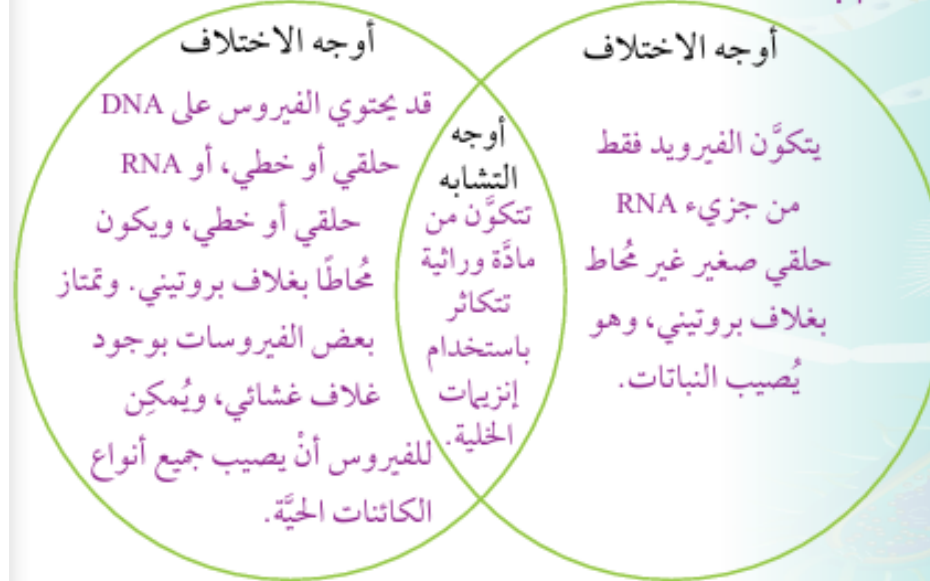 أوجه الاختلاف
يتكوَّن الفيرويد فقط
من جزيء RNA
حلقي صغير غير مُحاط
بغلاف بروتيني، وهو
يُصيب النباتات.
أوجه
التشابه
تتكوَّن من
مادَّة وراثية
تتكاثر
باستخدام
إنزيمات
الخلية.
أوجه الاختلاف
قد يحتوي الفيروس على DNA
حلقي أو خطي، أو RNA
حلقي أو خطي، ويكون
مُحاطًا بغلاف بروتيني. وتمتاز
بعض الفيروسات بوجود
غلاف غشائي، ويُمكِن
للفيروس أنْ يصيب جميع أنواع
الكائنات الحيَّة.